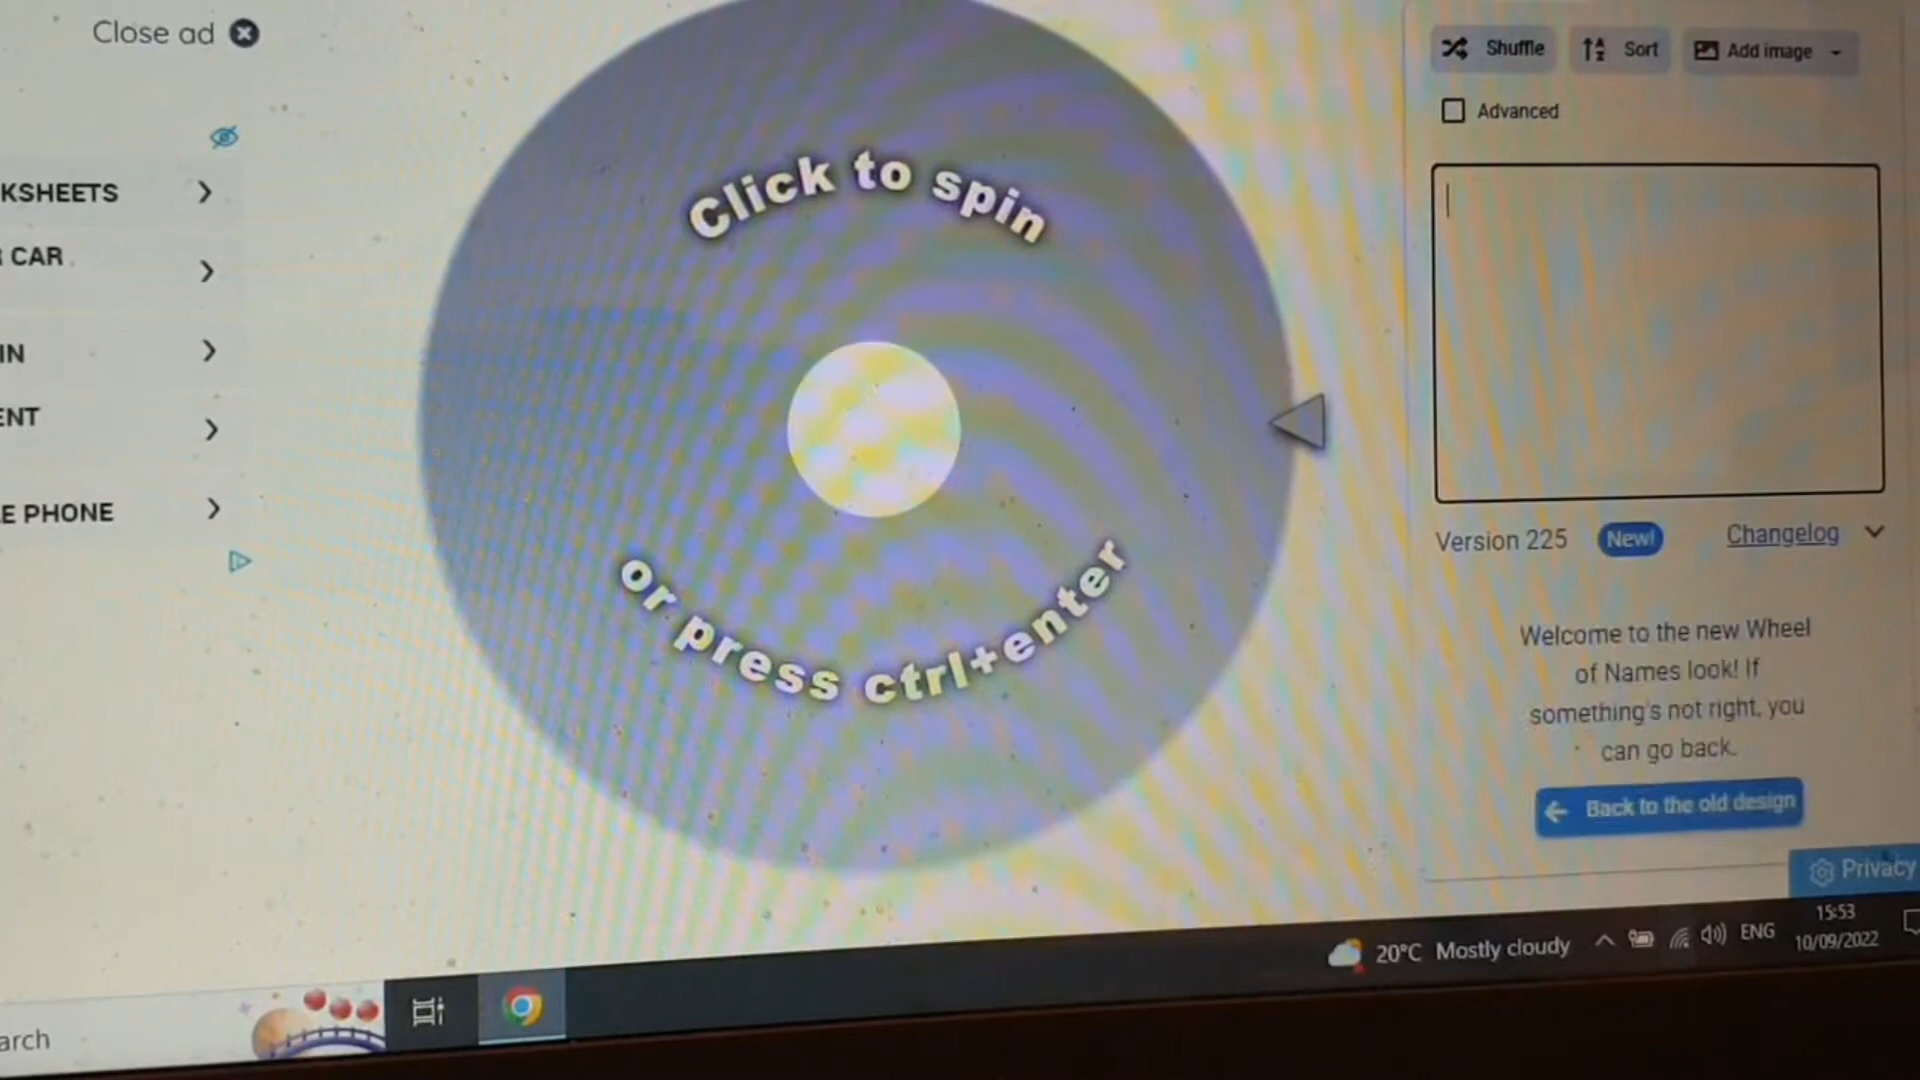 Close ad
KSHEETS
CAR
IN
ENT
E PHONE
Click to spin
or press ctrl+enter
Shuffle
Sort
Add image
Advanced
Version 225
New!
Changelog
Welcome to the new Wheel
of Names look! If
something's not right, you
can go back.
Back to the old design
Privacy
arch
20°C Mostly cloudy
ENG
15:53
10/09/2022